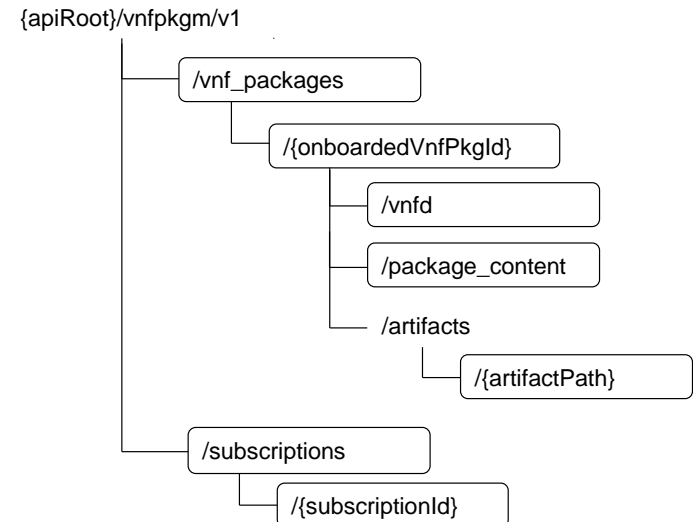 {apiRoot}/vnfpkgm/v1
/vnf_packages
/{onboardedVnfPkgId}
/vnfd
/package_content
/artifacts
/{artifactPath}
/subscriptions
/{subscriptionId}